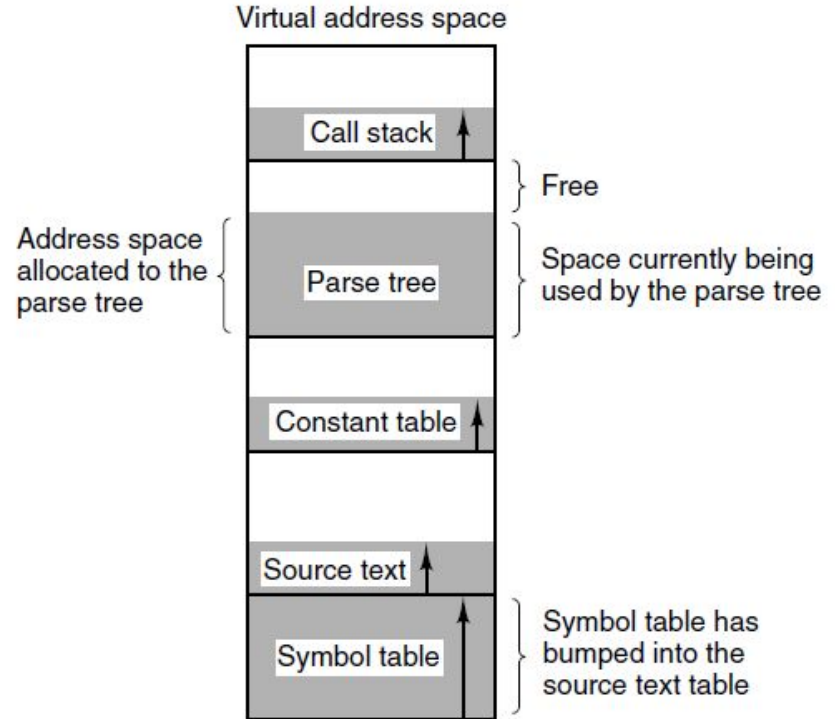 Virtual address space
Call stack
Free
Address space
allocated to the
parse tree
Parse tree
Space currently being
used by the parse tree
Constant table
Source text
Symbol table
Symbol table has
bumped into the
source text table